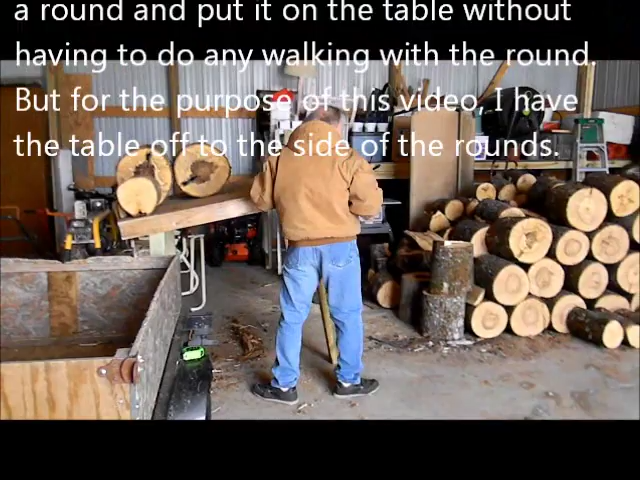 a round and put it on the table without
having to do any walking with the round.
But for the purpose of this video, I have
the table off to the side of the rounds.